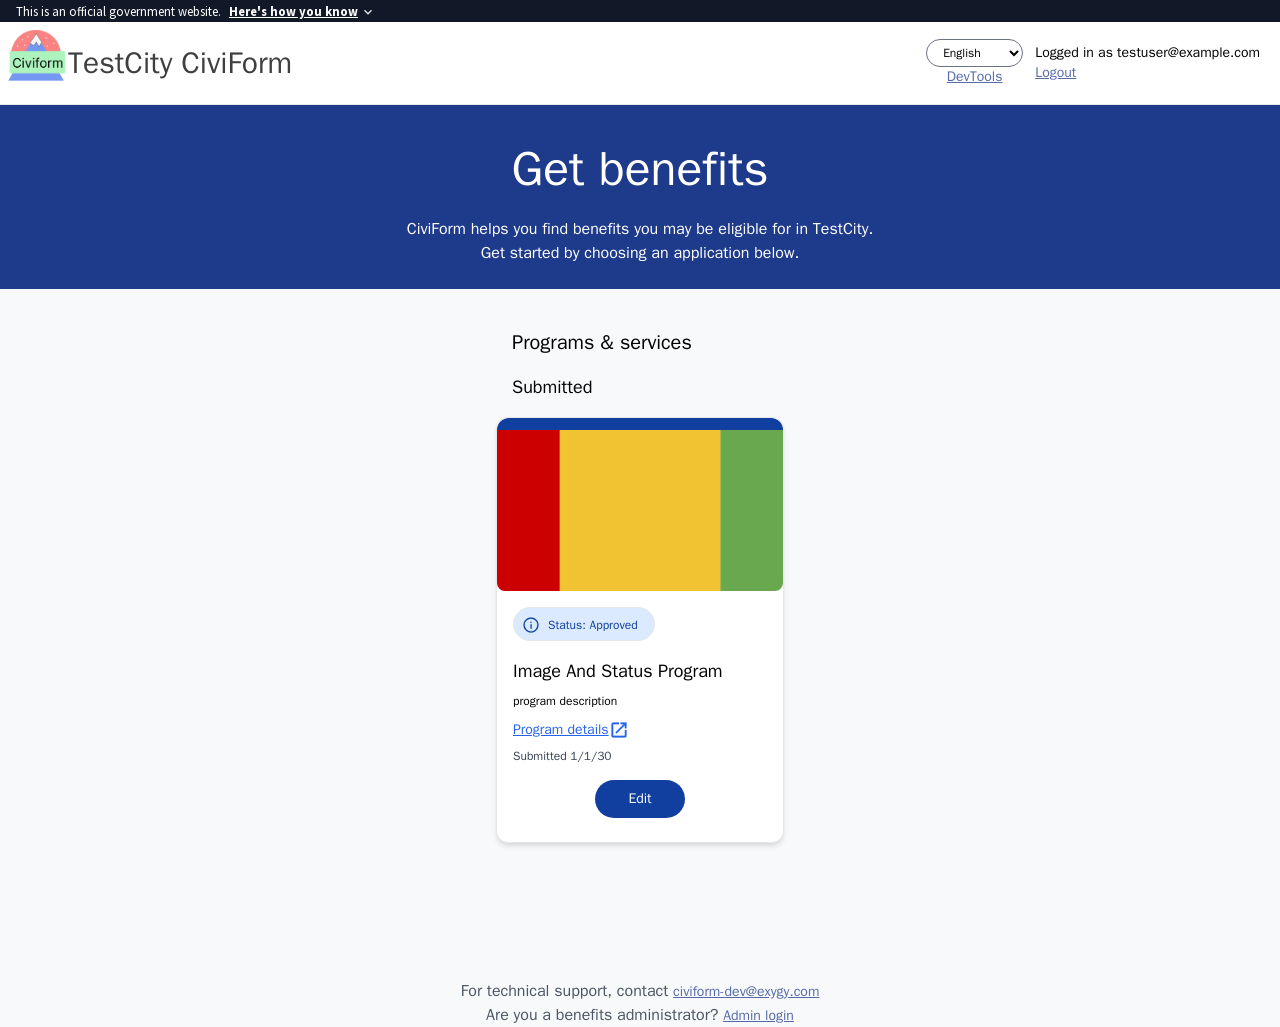 This is an official government website. Here's how you know
Civiform
TestCity CiviForm
English
DevTools
Logged in as testuser@example.com
Logout
Get benefits
CiviForm helps you find benefits you may be eligible for in TestCity.
Get started by choosing an application below.
Programs & services
Submitted
Status: Approved
Image And Status Program
program description
Program details
Submitted 1/1/30
Edit
For technical support, contact civiform-dev@exygy.com
Are you a benefits administrator? Admin login